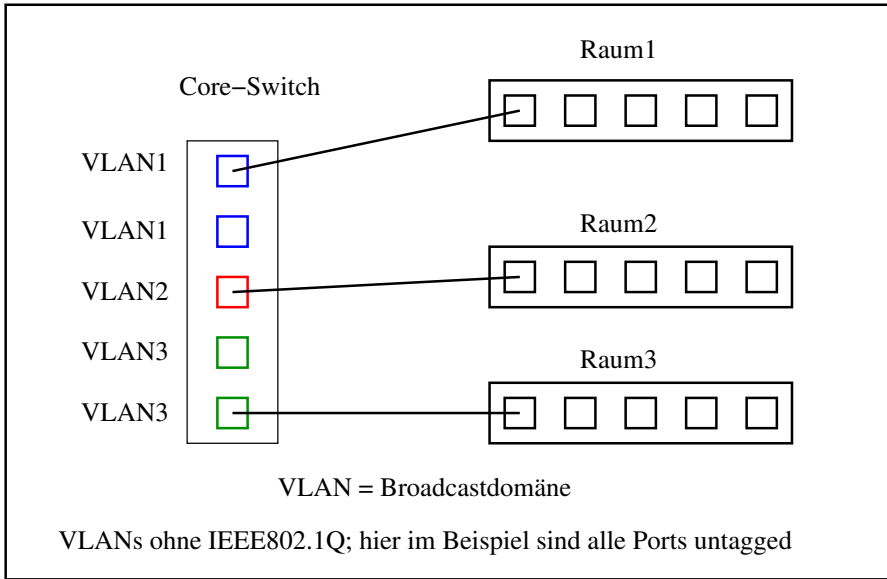 Raum1
Core−Switch
VLAN1
VLAN1
Raum2
VLAN2
VLAN3
Raum3
VLAN3
VLAN = Broadcastdomäne
VLANs ohne IEEE802.1Q; hier im Beispiel sind alle Ports untagged